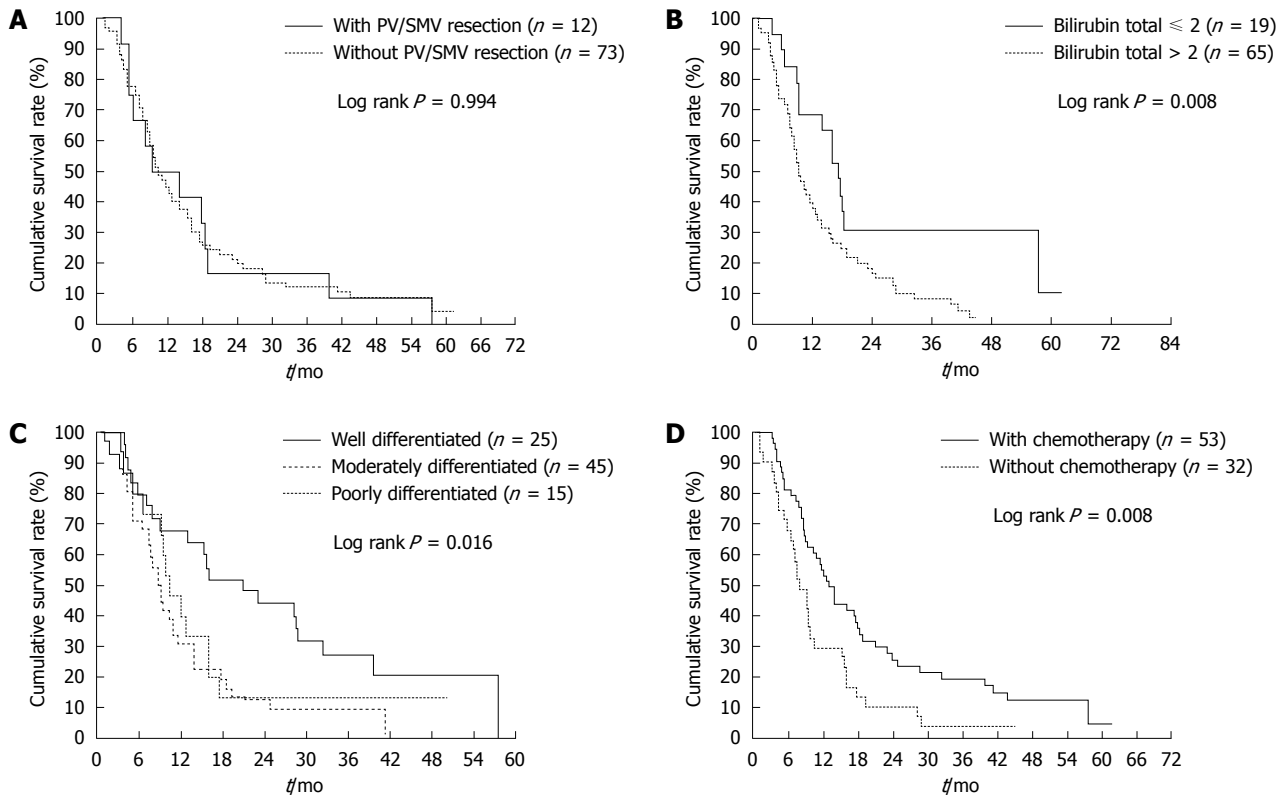 A
With PV/SMV resection (n = 12)
Without PV/SMV resection (n = 73)
Log rank P = 0.994
Cumulative survival rate (%)
100
90
80
70
60
50
40
30
20
10
0
0 6 12 18 24 30 36 42 48 54 60 66 72
t/mo
B
Bilirubin total ≤ 2 (n = 19)
Bilirubin total > 2 (n = 65)
Log rank P = 0.008
Cumulative survival rate (%)
100
90
80
70
60
50
40
30
20
10
0
0 12 24 36 48 60 72 84
t/mo
C
Well differentiated (n = 25)
Moderately differentiated (n = 45)
Poorly differentiated (n = 15)
Log rank P = 0.016
Cumulative survival rate (%)
100
90
80
70
60
50
40
30
20
10
0
0 6 12 18 24 30 36 42 48 54 60
t/mo
D
With chemotherapy (n = 53)
Without chemotherapy (n = 32)
Log rank P = 0.008
Cumulative survival rate (%)
100
90
80
70
60
50
40
30
20
10
0
0 6 12 18 24 30 36 42 48 54 60 66 72
t/mo